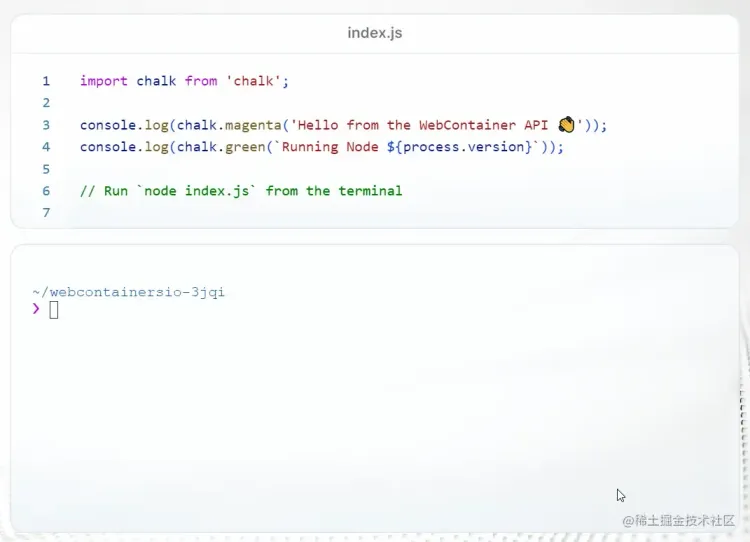 index.js
1 import chalk from 'chalk';
2
3 console.log(chalk.magenta('Hello from the WebContainer API 👏'));
4 console.log(chalk.green(`Running Node ${process.version}`));
5
6 // Run `node index.js` from the terminal
7
~/webcontainersio-3jqi
❯
@稀土掘金技术社区